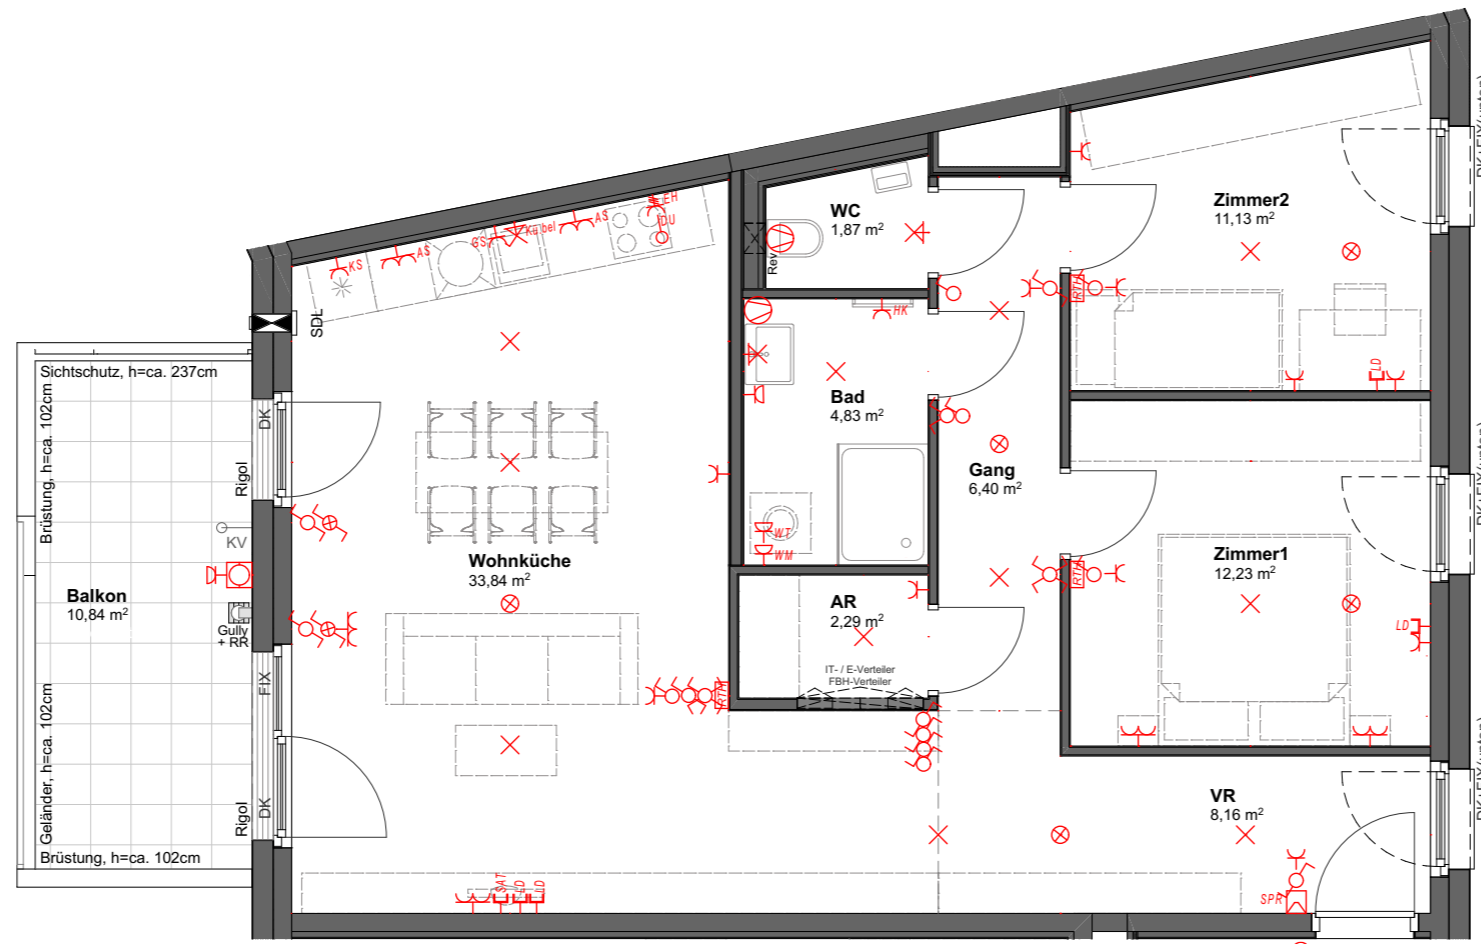 Zimmer2
11,13 m²
WC
1,87 m²
Rev
EH
DU
AS
Kübel
GS
AS
KS
SDL
RTH
HK
LD
Sichtschutz, h=ca. 237cm
Brüstung, h=ca. 102cm
DK
Rigol
KV
Bad
4,83 m²
Gang
6,40 m²
WT
WM
Wohnküche
33,84 m²
Zimmer1
12,23 m²
RTH
LD
Balkon
10,84 m²
Gully
+ RR
AR
2,29 m²
IT- / E-Verteiler
FBH-Verteiler
RTH
FIX
DK
Rigol
Geländer, h=ca. 102cm
Brüstung, h=ca. 102cm
VR
8,16 m²
SAT
LD
LD
SPR